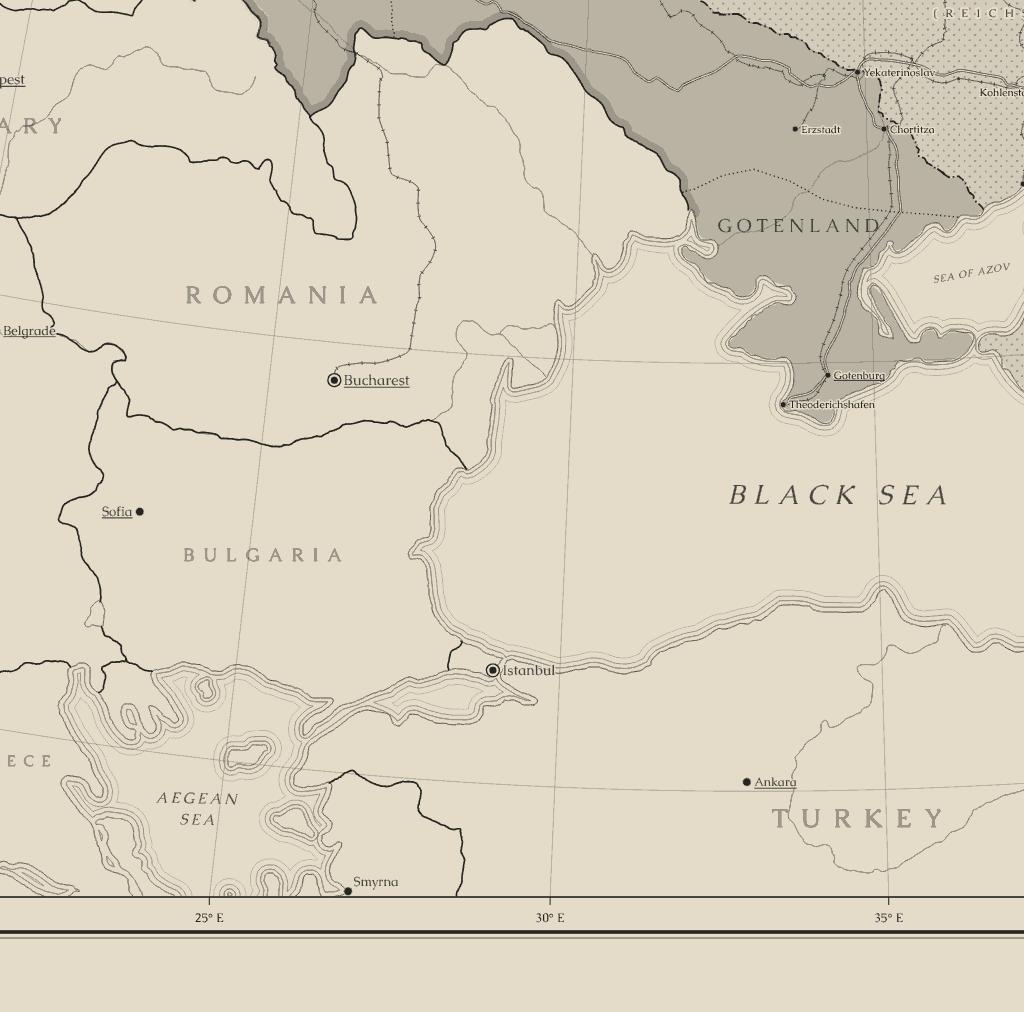 (REICH
Yekaterinoslav
pest
Kohlenst
ARY
Erzstadt
Chortitza
GOTENLAND
SEA OF AZOV
ROMANIA
Belgrade
Bucharest
Gotenburg
Theoderichshafen
BLACK SEA
Sofia
BULGARIA
Istanbul
ECE
Ankara
AEGEAN
SEA
TURKEY
Smyrna
25° E
30° E
35° E